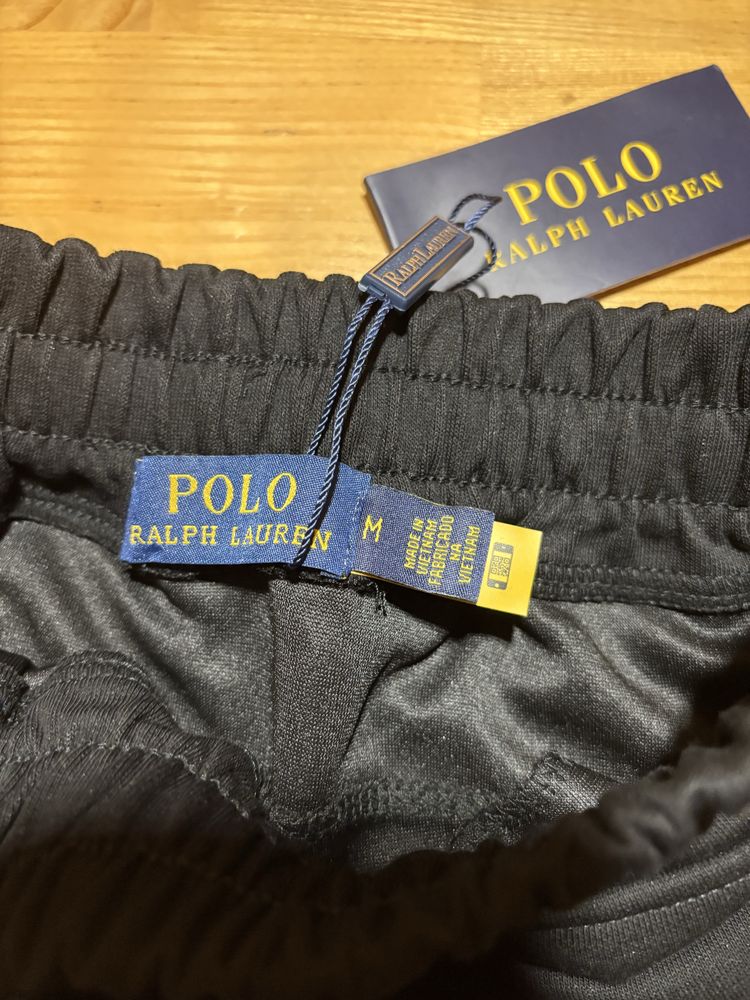 POLO
RALPH LAUREN
RALPH LAUREN
POLO
RALPH LAUREN
M
MADE IN
VIETNAM
FABRICADO
NA
VIETNAM